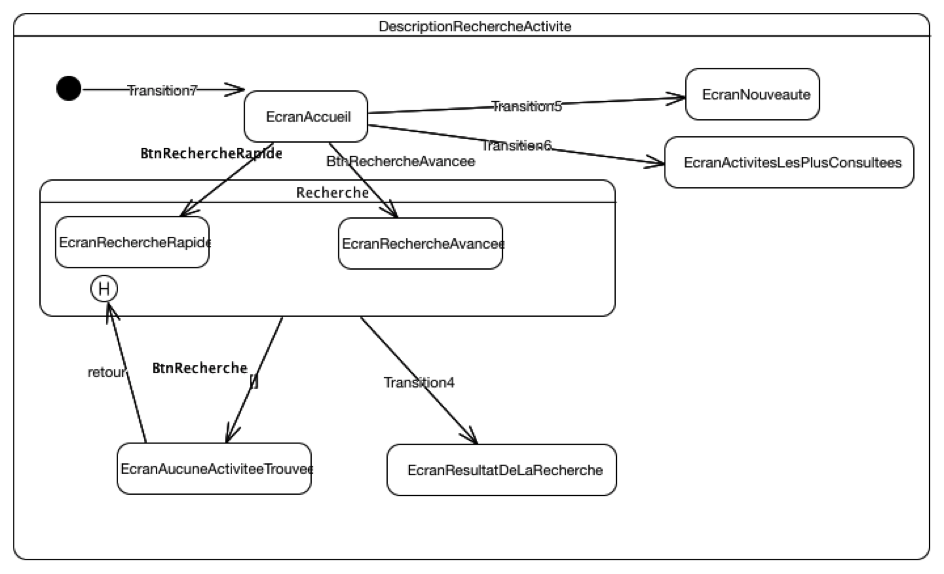 DescriptionRechercheActivite
Transition7
EcranAccueil
Transition5
EcranNouveaute
Transition6
EcranActivitesLesPlusConsultees
BtnRechercheRapide
BtnRechercheAvancee
Recherche
EcranRechercheRapide
EcranRechercheAvancee
H
retour
BtnRecherche
[]
Transition4
EcranAucuneActiviteeTrouvee
EcranResultatDeLaRecherche